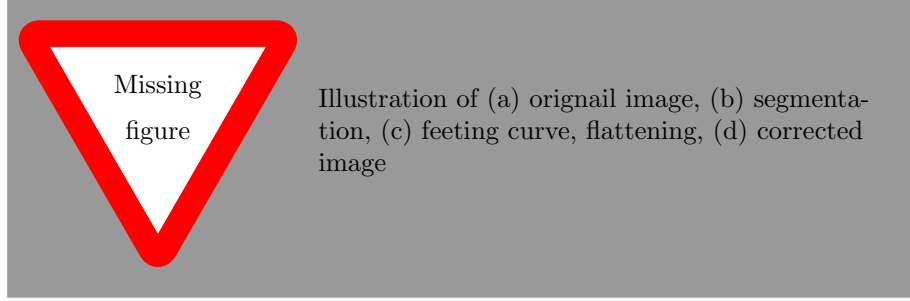 Missing
figure
Illustration of (a) orignail image, (b) segmenta-
tion, (c) feeting curve, flattening, (d) corrected
image